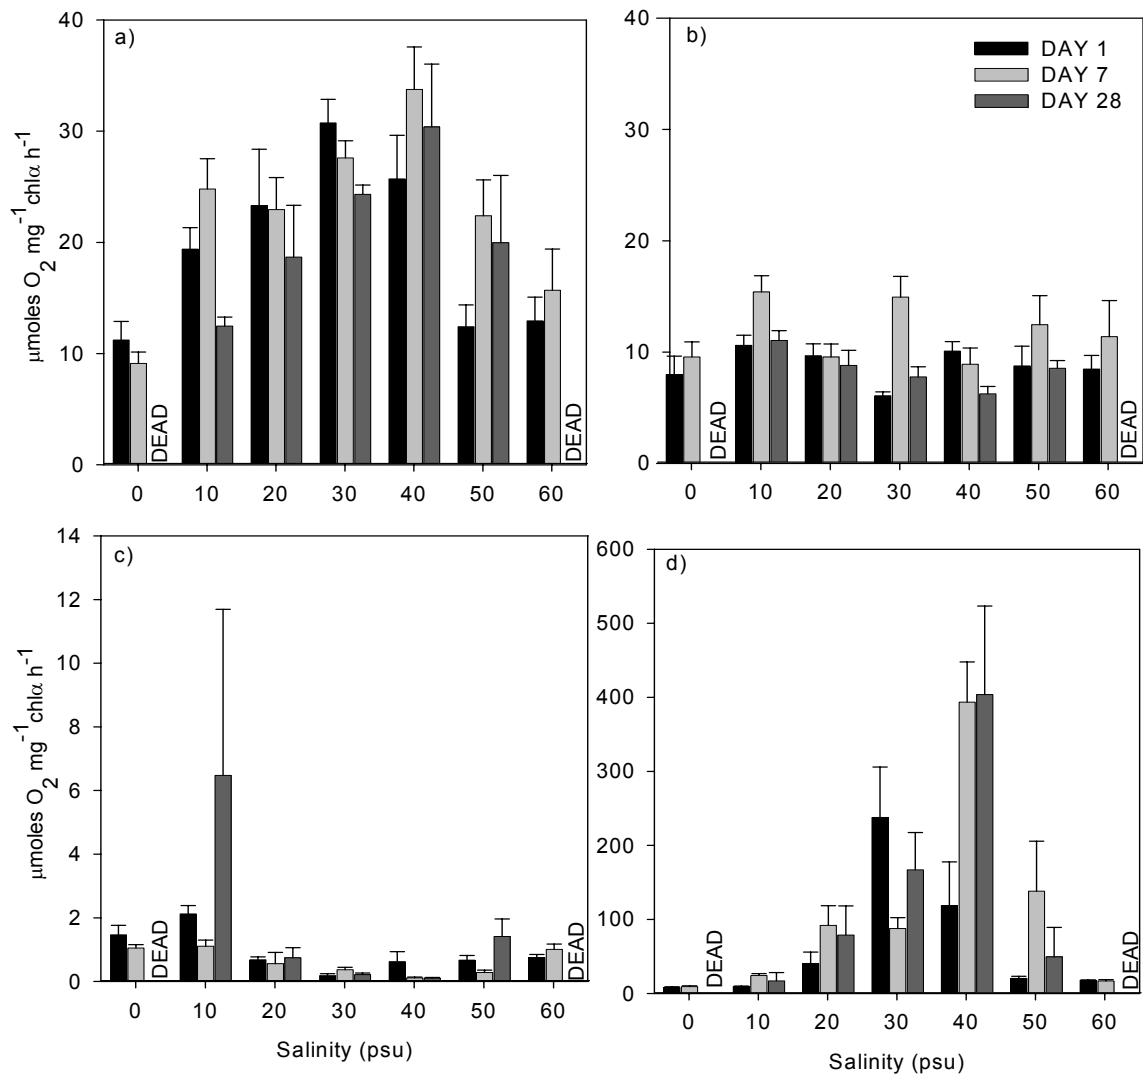 a)
40
30
20
10
0
μmoles O2 mg-1 chlα h-1
DEAD
DEAD
0 10 20 30 40 50 60
b)
DAY 1
DAY 7
DAY 28
40
30
20
10
0
DEAD
DEAD
0 10 20 30 40 50 60
c)
14
12
10
8
6
4
2
0
μmoles O2 mg-1 chlα h-1
DEAD
DEAD
0 10 20 30 40 50 60
Salinity (psu)
d)
600
500
400
300
200
100
0
DEAD
DEAD
0 10 20 30 40 50 60
Salinity (psu)